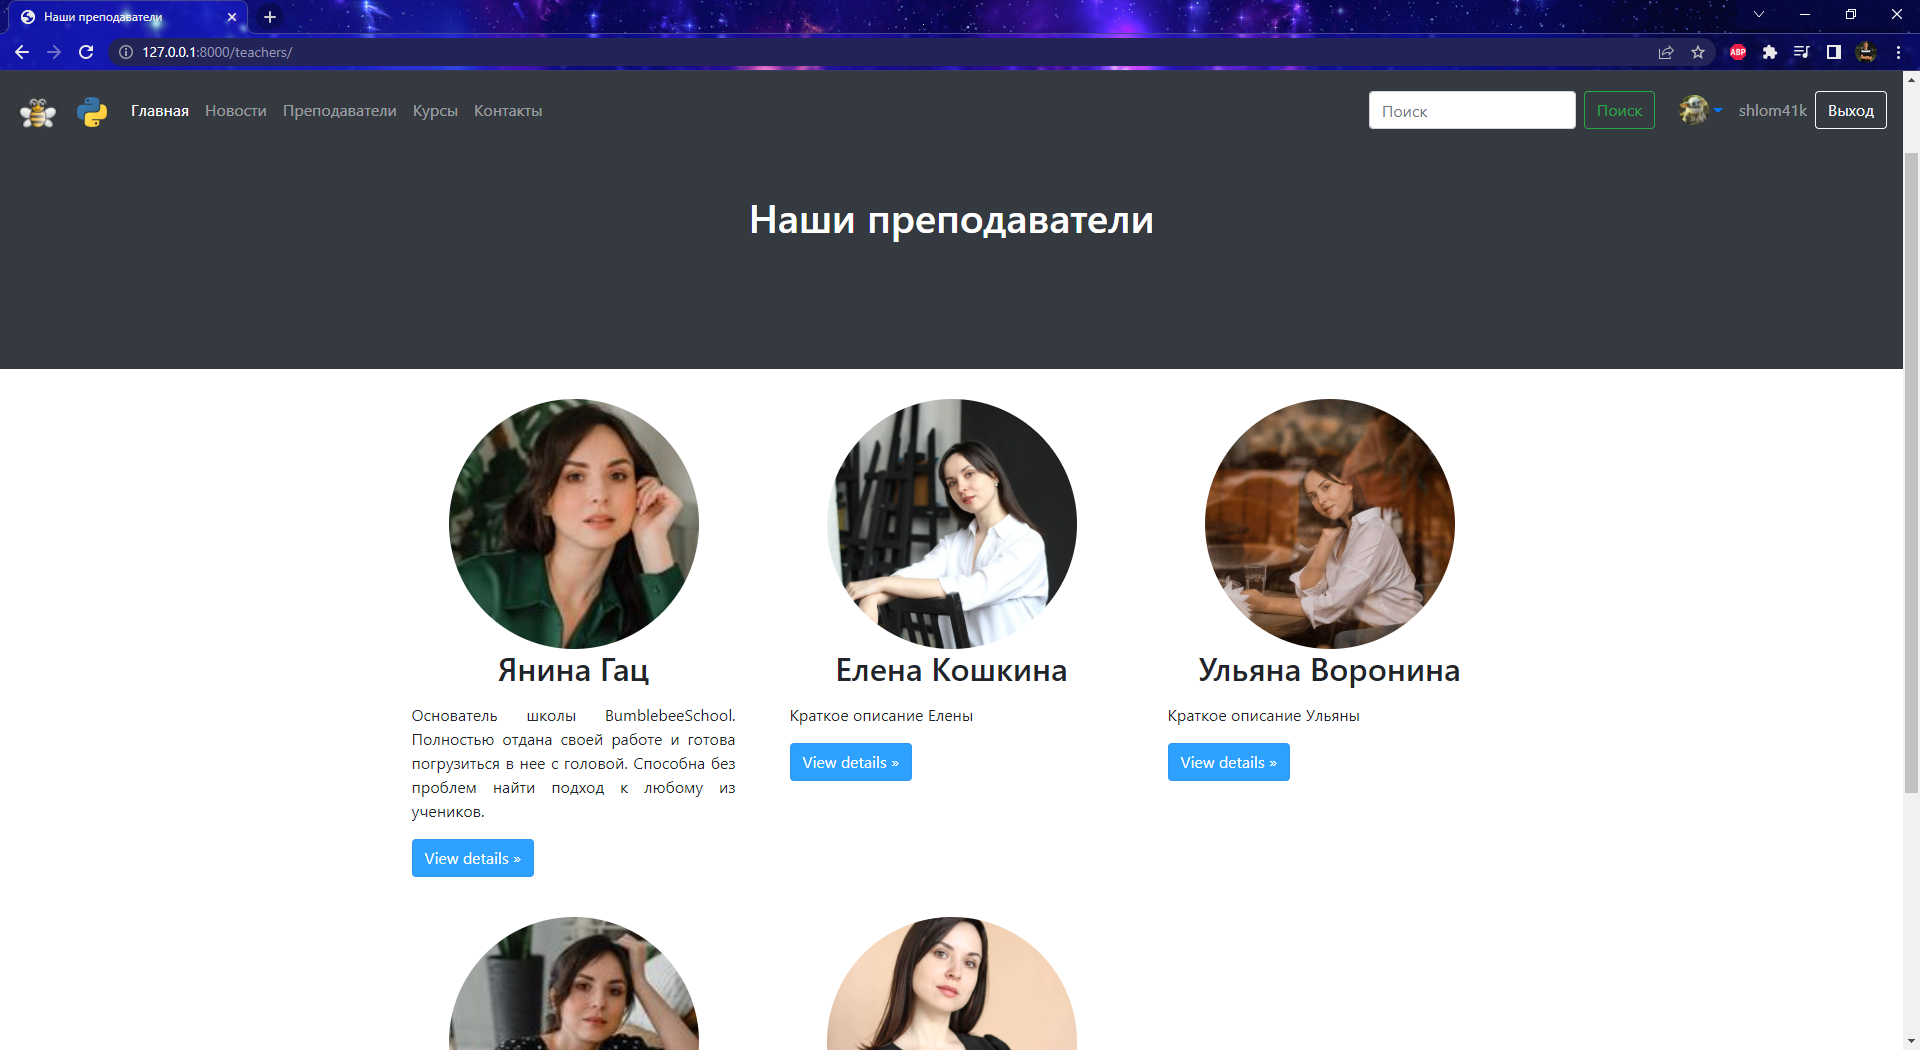 Наши преподаватели
127.0.0.1:8000/teachers/
ABP
Главная Новости Преподаватели Курсы Контакты Поиск Поиск shlom41k Выход
Наши преподаватели
Янина Гац
Основатель школы BumblebeeSchool.
Полностью отдана своей работе и готова
погрузиться в нее с головой. Способна без
проблем найти подход к любому из
учеников.
View details »
Елена Кошкина
Краткое описание Елены
View details »
Ульяна Воронина
Краткое описание Ульяны
View details »